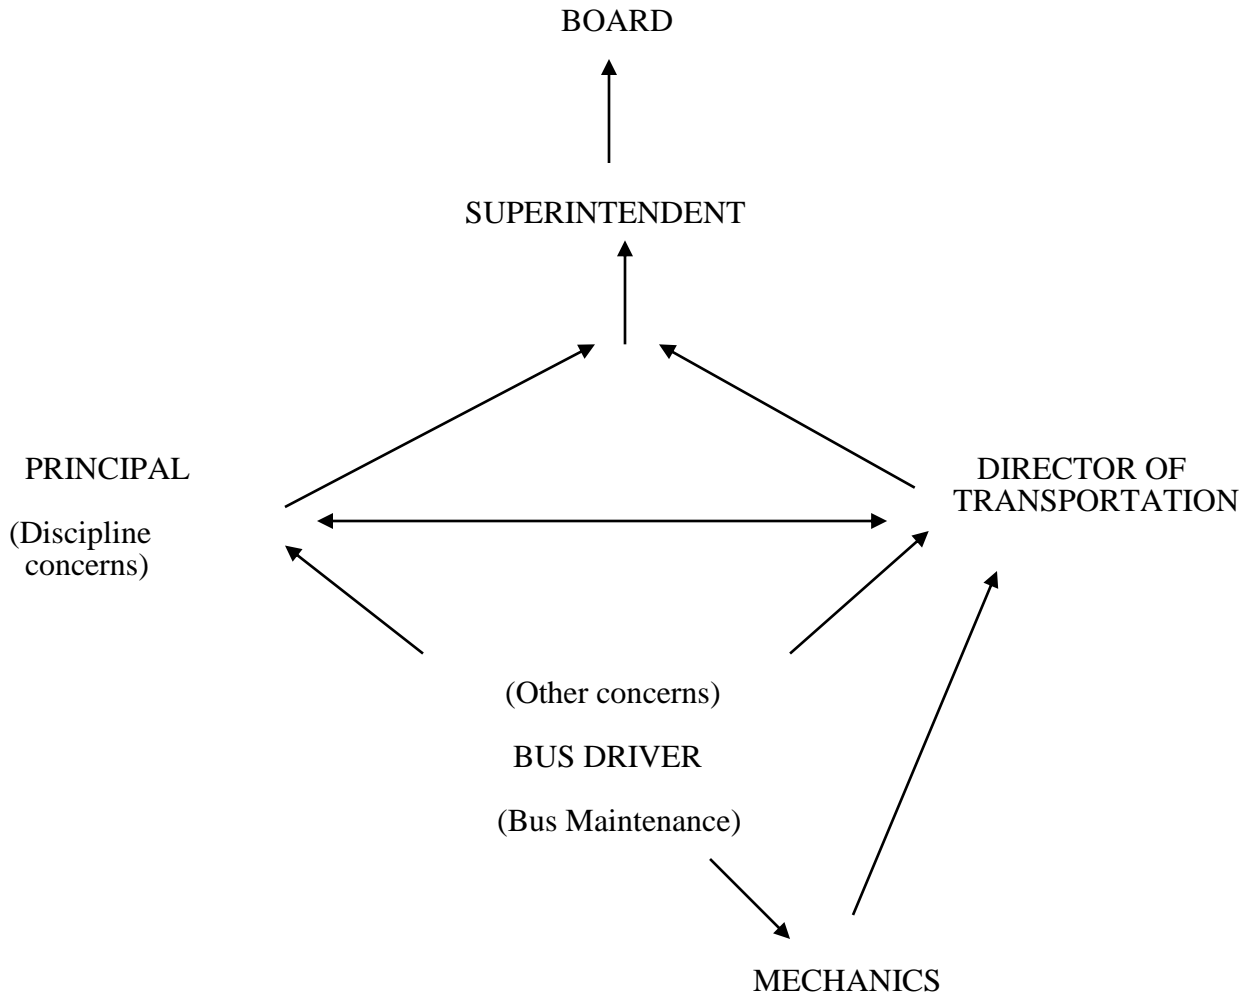 BOARD
SUPERINTENDENT
PRINCIPAL
(Discipline
concerns)
DIRECTOR OF
TRANSPORTATION
(Other concerns)
BUS DRIVER
(Bus Maintenance)
MECHANICS